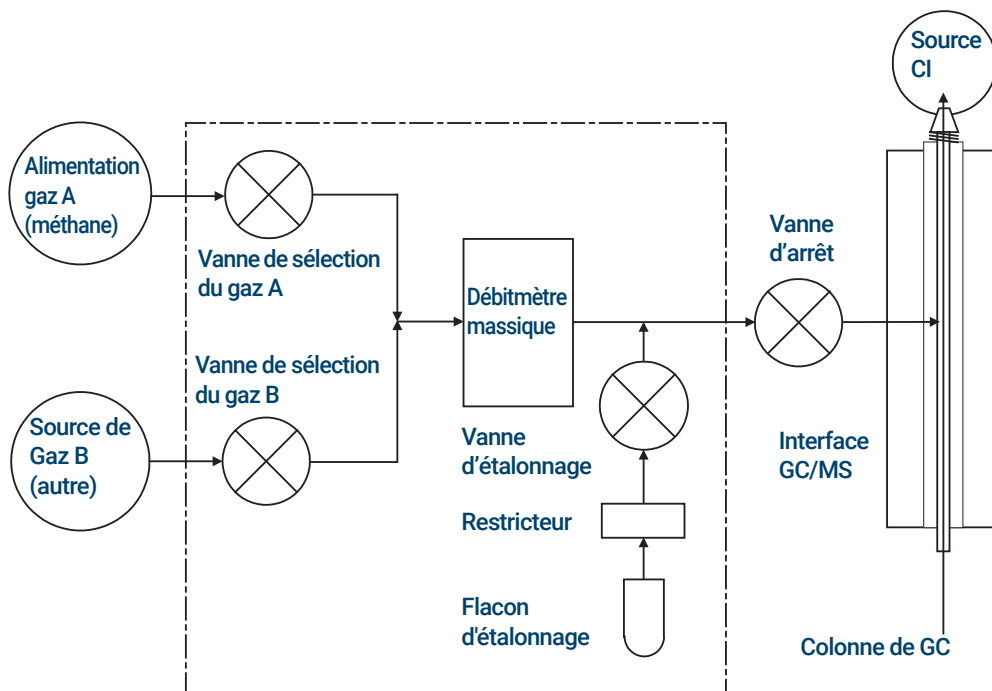 Source
CI
Alimentation
gaz A
(méthane)
Vanne de sélection
du gaz A
Vanne
d'arrêt
Débitmètre
massique
Vanne de sélection
du gaz B
Source de
Gaz B
(autre)
Vanne
d'étalonnage
Interface
GC/MS
Restricteur
Flacon
d'étalonnage
Colonne de GC